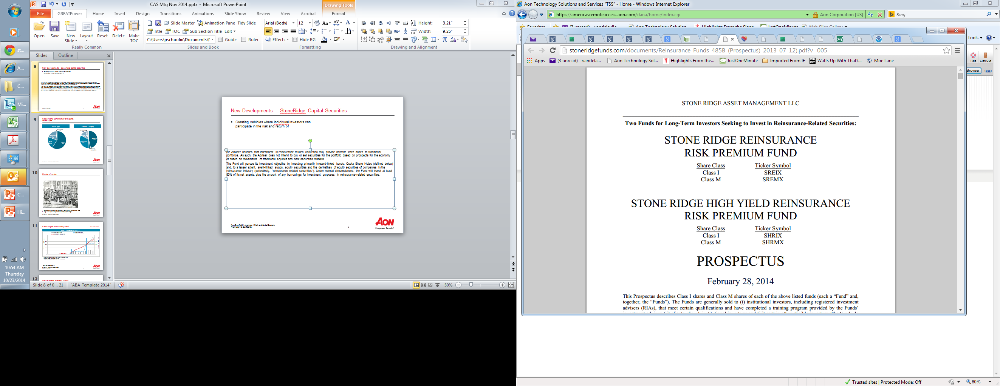 CAS Mtg Nov 2014.pptx - Microsoft PowerPoint
Drawing Tools
File
GREATPower
Home
Insert
Design
Transitions
Animations
Slide Show
Review
View
Acrobat
Format
Open
Save
New Slide
Layout
Reset
Delete
Make TOC
Really Common
Slide Master
Animation Pane
Tidy Slide
Title
TOC
Sub Section Title
Edit
C:\Users\pschoolm\Documents\[
Guide
Ruler
Slides and Book
Arial (Body)
12
Effects
Hide BG
Formatting
Height:
3.21"
Width:
9.25"
Drawing and Alignment
Slides
Outline
8
New Developments – StoneRidge Capital Securities
9
Catastrophe Bond Market Participants
Issuer Type
Investor Category
10
Lloyds of London
11
Catastrophe Bond Loss by Year
12
AON
New Developments – StoneRidge Capital Securities
• Creating vehicles where indicivual investors can
participate in the risk and return of
he Adviser believes that investment in reinsurance-related securities may provide benefits when added to traditional
portfolios. As such, the Adviser does not intend to buy or sell securities for the portfolio based on prospects for the economy
or based on movements of traditional equities and debt securities markets.
The Fund will pursue its investment objective by investing primarily in event-linked bonds, Quota Share Notes (defined below)
and, to a lesser extent, event-linked swaps, equity securities and the derivatives of equity securities of companies in the
reinsurance industry (collectively, "reinsurance-related securities"). Under normal circumstances, the Fund will invest at least
80% of its net assets, plus the amount of any borrowings for investment purposes, in reinsurance-related securities.
Aon Benfield | Analytics | Risk and Capital Strategy
Proprietary & Confidential
8
AON
Empower Results®
st...
A...
C...
Mi...
C...
Hi...
10:54 AM
Thursday
10/23/2014
Slide 8 of 0 .. 21
"ABA_Template 2014"
50%
Aon Technology Solutions and Services "TSS" - Home - Windows Internet Explorer
https://americasremoteaccess.aon.com/dana/home/index.cgi
Aon Corporation [US]
Bing
Tools
Help
Sign Out
Browse
(tips)
stoneridgefunds.com/documents/Reinsurance_Funds_485B_(Prospectus)_2013_07_12).pdf?v=005
Apps
(3 unread) - vandela...
Aon Technology Sol...
Highlights From the...
JustOneMinute
Imported From IE
Watts Up With That?...
Moe Lane
STONE RIDGE ASSET MANAGEMENT LLC
Two Funds for Long-Term Investors Seeking to Invest in Reinsurance-Related Securities:
STONE RIDGE REINSURANCE
RISK PREMIUM FUND
Share Class Ticker Symbol
Class I SREIX
Class M SREMX
STONE RIDGE HIGH YIELD REINSURANCE
RISK PREMIUM FUND
Share Class Ticker Symbol
Class I SHRIX
Class M SHRMX
PROSPECTUS
February 28, 2014
This Prospectus describes Class I shares and Class M shares of each of the above listed funds (each a “Fund” and,
together, the “Funds”). The Funds are generally sold to (i) institutional investors, including registered investment
advisers (RIAs), that meet certain qualifications and have completed a training program provided by the Funds’
Trusted sites | Protected Mode: Off
80%